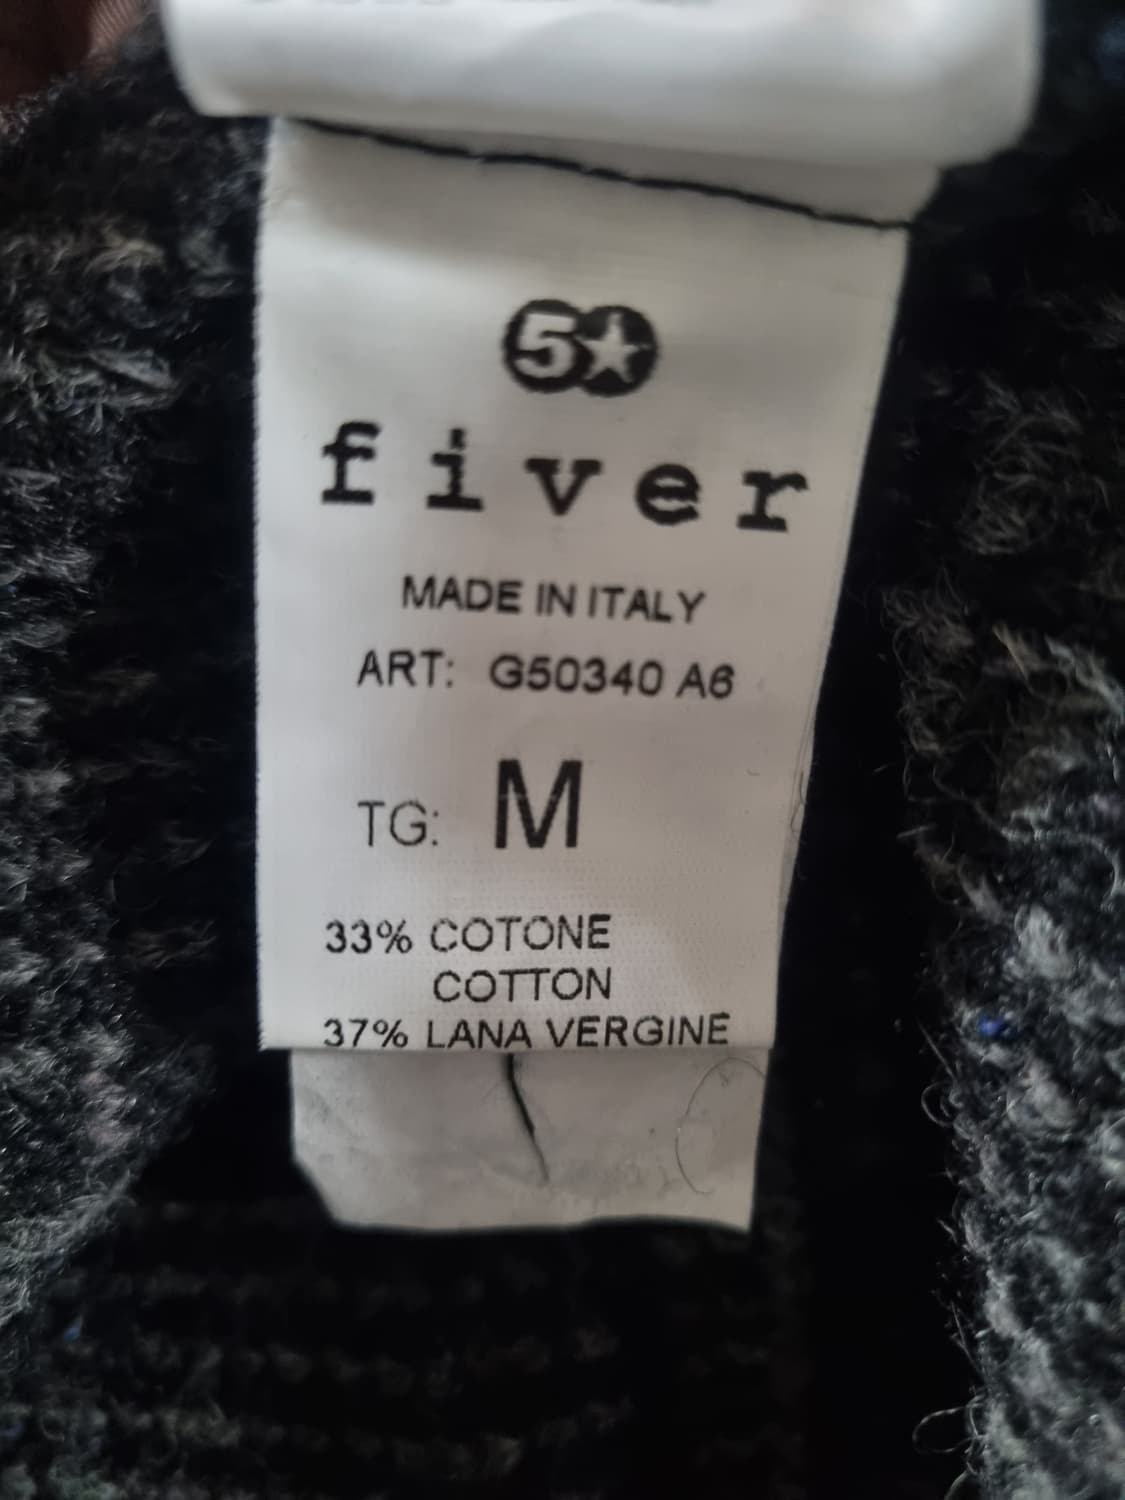 5★
fiver
MADE IN ITALY
ART: G50340 A6
TG: M
33% COTONE
COTTON
37% LANA VERGINE